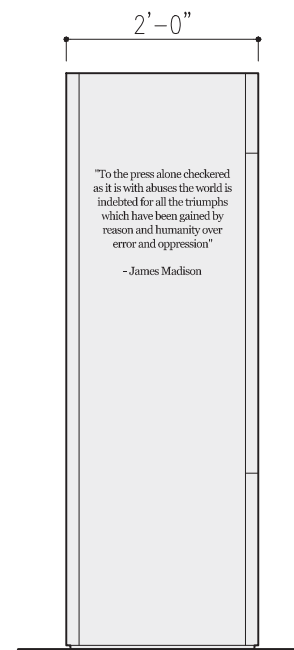 2’-0”
"To the press alone checkered
as it is with abuses the world is
indebted for all the triumphs
which have been gained by
reason and humanity over
error and oppression"
- James Madison